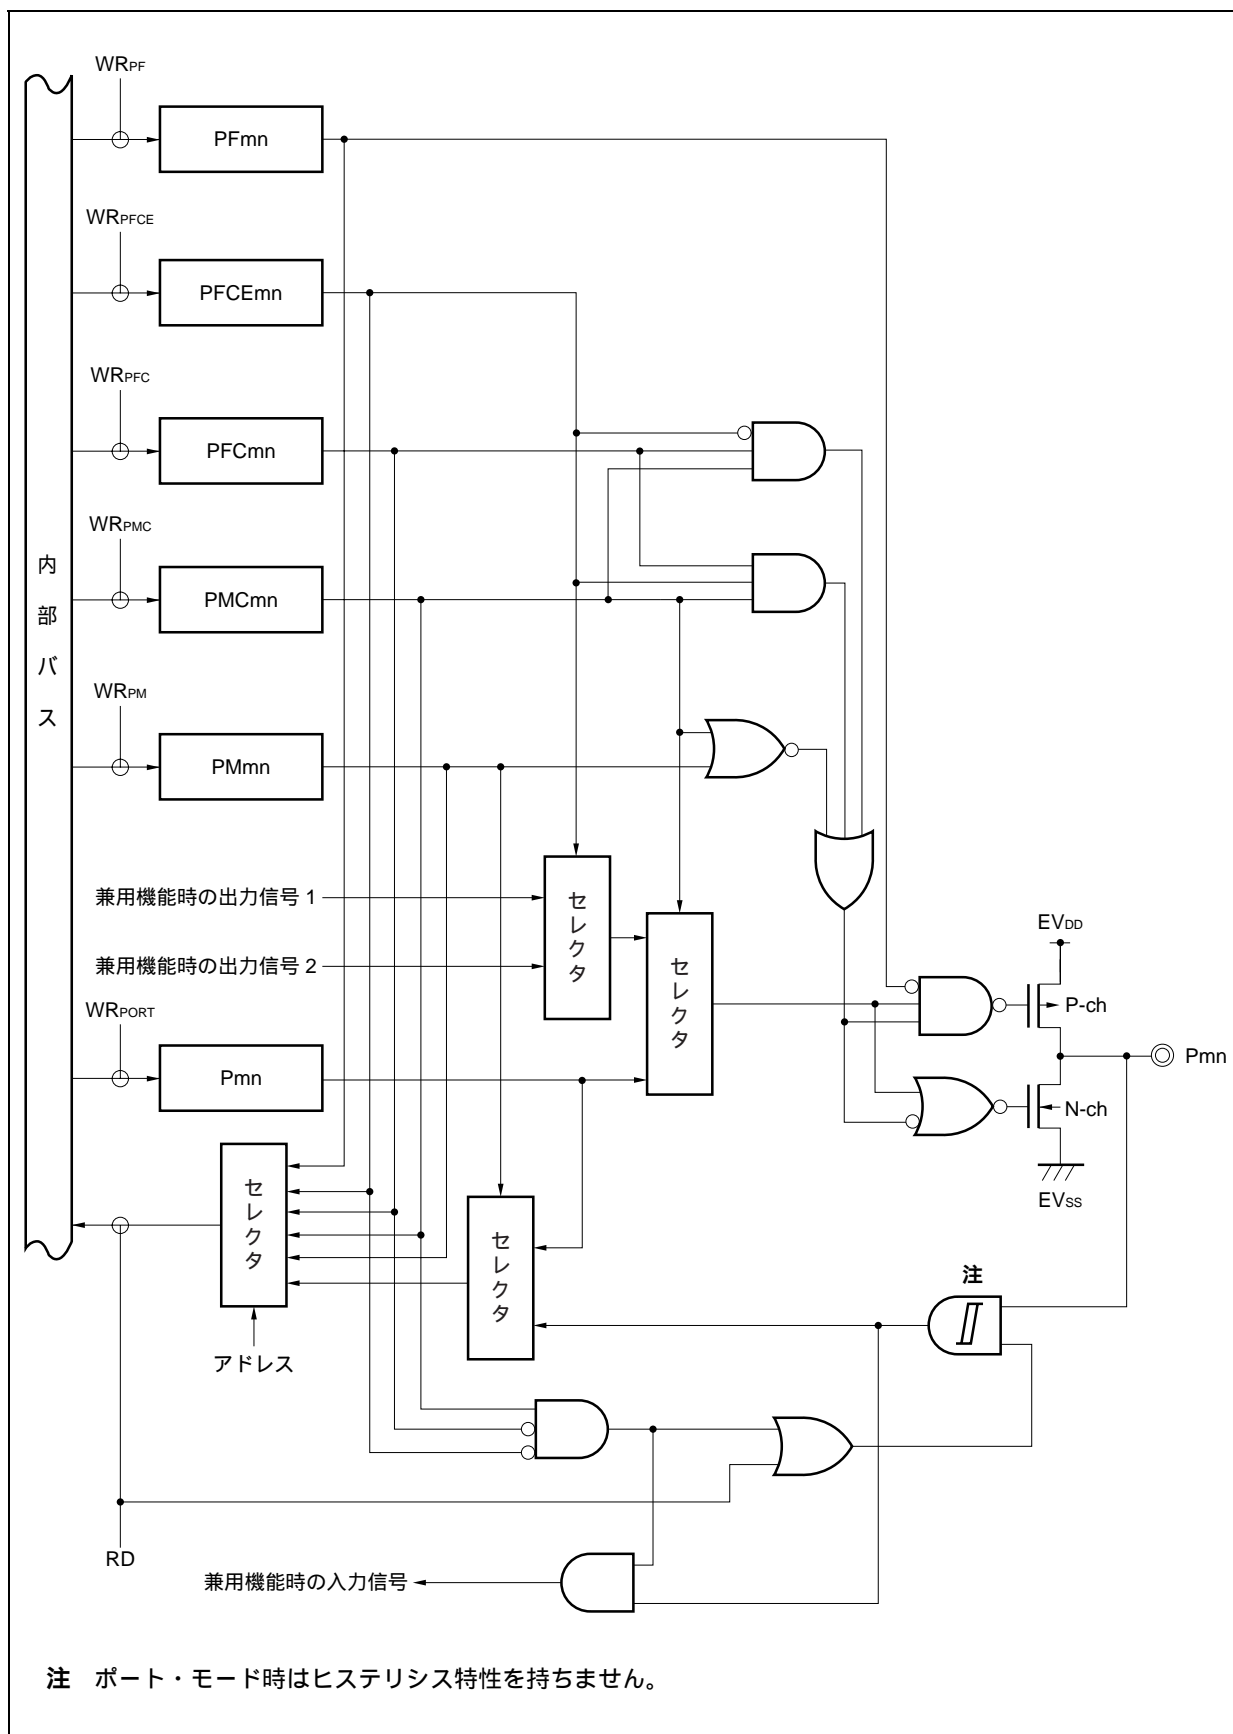 WRPF
PFmn
WRPFCE
PFCEmn
WRPFC
PFCmn
WRPMC
PMCmn
内部バス
WRPM
PMmn
兼用機能時の出力信号 1
兼用機能時の出力信号 2
セレクタ
セレクタ
WRPORT
Pmn
EVDD
P-ch
Pmn
N-ch
EVSS
セレクタ
セレクタ
アドレス
注
RD
兼用機能時の入力信号
注 ポート・モード時はヒステリシス特性を持ちません。